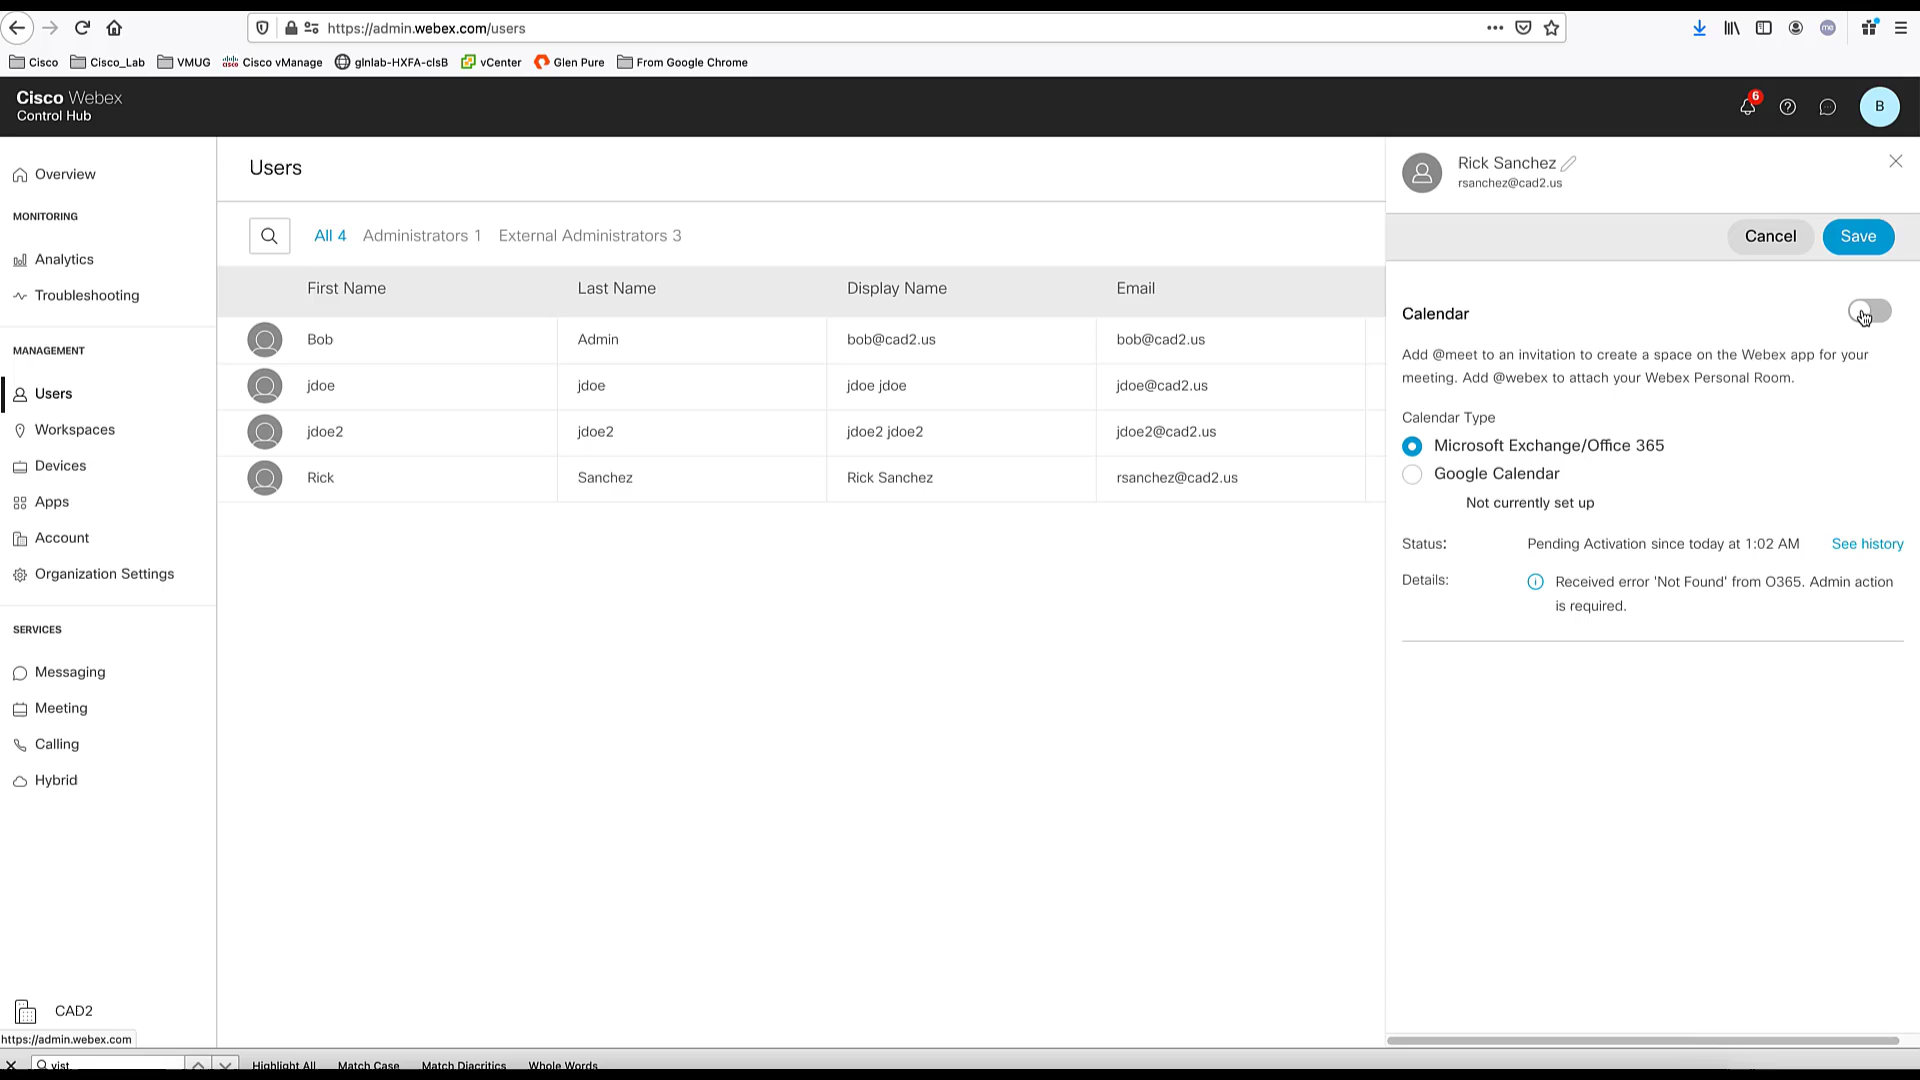 https://admin.webex.com/users
Cisco Cisco_Lab VMUG Cisco vManage glnlab-HXFA-clsB vCenter Glen Pure From Google Chrome
Cisco Webex
Control Hub
6
B
Overview
MONITORING
Analytics
Troubleshooting
MANAGEMENT
Users
Workspaces
Devices
Apps
Account
Organization Settings
SERVICES
Messaging
Meeting
Calling
Hybrid
CAD2
https://admin.webex.com
Users
All 4 Administrators 1 External Administrators 3
First Name Last Name Display Name Email
Bob Admin bob@cad2.us bob@cad2.us
jdoe jdoe jdoe jdoe jdoe@cad2.us
jdoe2 jdoe2 jdoe2 jdoe2 jdoe2@cad2.us
Rick Sanchez Rick Sanchez rsanchez@cad2.us
Rick Sanchez
rsanchez@cad2.us
Cancel Save
Calendar
Add @meet to an invitation to create a space on the Webex app for your
meeting. Add @webex to attach your Webex Personal Room.
Calendar Type
Microsoft Exchange/Office 365
Google Calendar
Not currently set up
Status: Pending Activation since today at 1:02 AM See history
Details: Received error 'Not Found' from O365. Admin action
is required.
vist Highlight All Match Case Match Diacritics Whole Words